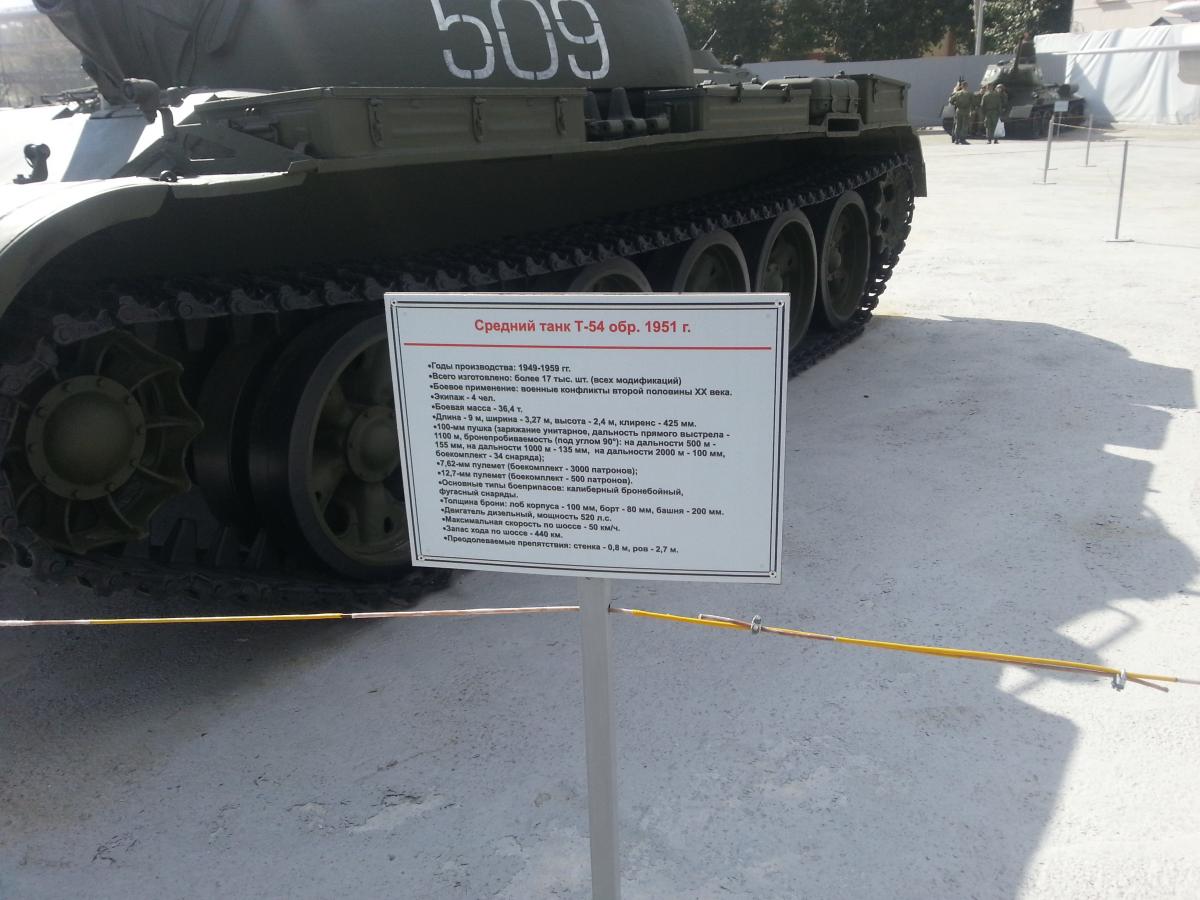 509
Средний танк Т-54 обр. 1951 г.
•Годы производства: 1949-1959 гг.
•Всего изготовлено: более 17 тыс. шт. (всех модификаций)
•Боевое применение: военные конфликты второй половины XX века.
•Экипаж - 4 чел.
•Боевая масса - 36,4 т.
•Длина - 9 м, ширина - 3,27 м, высота - 2,4 м, клиренс - 425 мм.
•100-мм пушка (заряжание унитарное, дальность прямого выстрела -
1100 м, бронепробиваемость (под углом 90°): на дальности 500 м -
155 мм, на дальности 1000 м - 135 мм, на дальности 2000 м - 100 мм,
боекомплект - 34 снаряда);
•7,62-мм пулемет (боекомплект - 3000 патронов);
•12,7-мм пулемет (боекомплект - 500 патронов).
•Основные типы боеприпасов: калиберный бронебойный,
фугасный снаряды.
•Толщина брони: лоб корпуса - 100 мм, борт - 80 мм, башня - 200 мм.
•Двигатель дизельный, мощность 520 л.с.
•Максимальная скорость по шоссе - 50 км/ч.
•Запас хода по шоссе - 440 км.
•Преодолеваемые препятствия: стенка - 0,8 м, ров - 2,7 м.